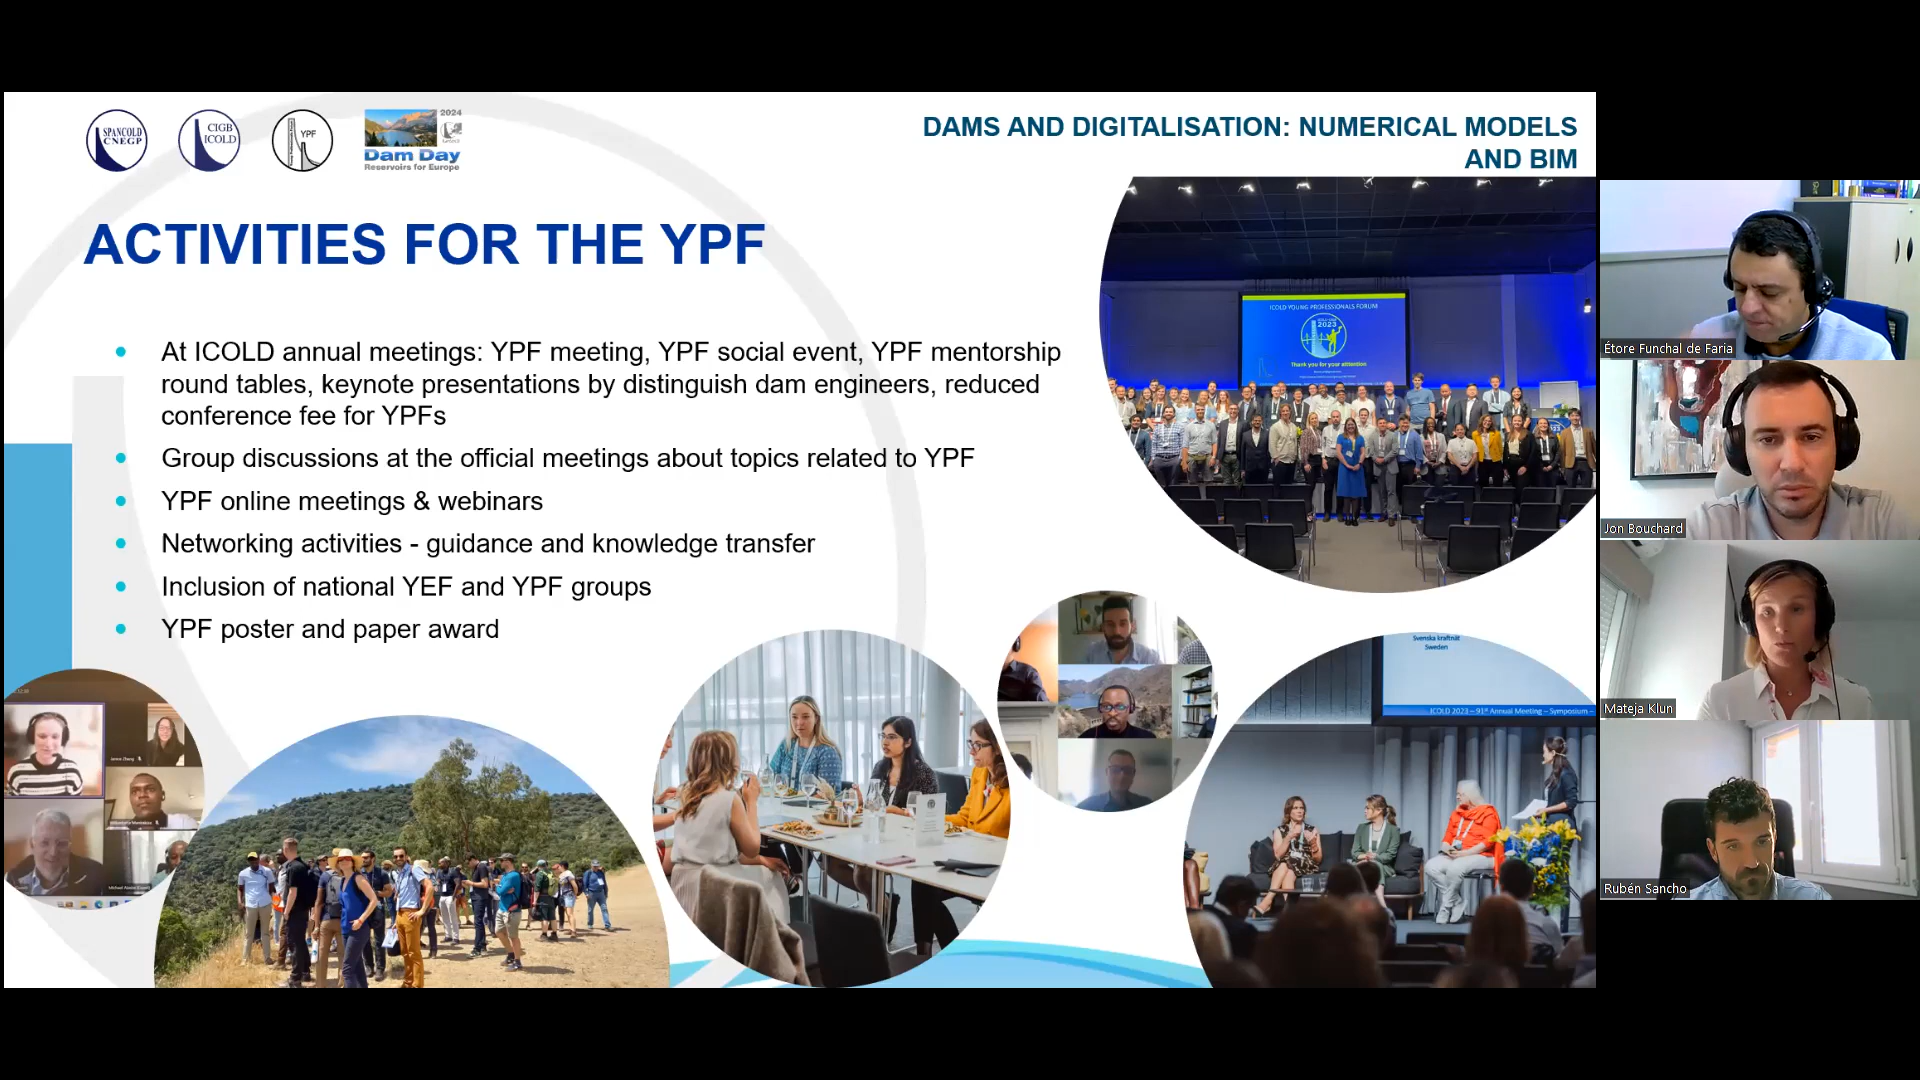 SPANCOLD
CNEGP
CIGB
ICOLD
YPF
2024
Dam Day
Reservoirs for Europe
DAMS AND DIGITALISATION: NUMERICAL MODELS
AND BIM
ACTIVITIES FOR THE YPF
At ICOLD annual meetings: YPF meeting, YPF social event, YPF mentorship
round tables, keynote presentations by distinguish dam engineers, reduced
conference fee for YPFs
Group discussions at the official meetings about topics related to YPF
YPF online meetings & webinars
Networking activities - guidance and knowledge transfer
Inclusion of national YEF and YPF groups
YPF poster and paper award
ICOLD YOUNG PROFESSIONALS FORUM
2023
Thank you for your attention
Svenska kraftnät
Sweden
ICOLD 2023 – 91st Annual Meeting – Symposium –
Étore Funchal de Faria
Jon Bouchard
Mateja Klun
Rubén Sancho